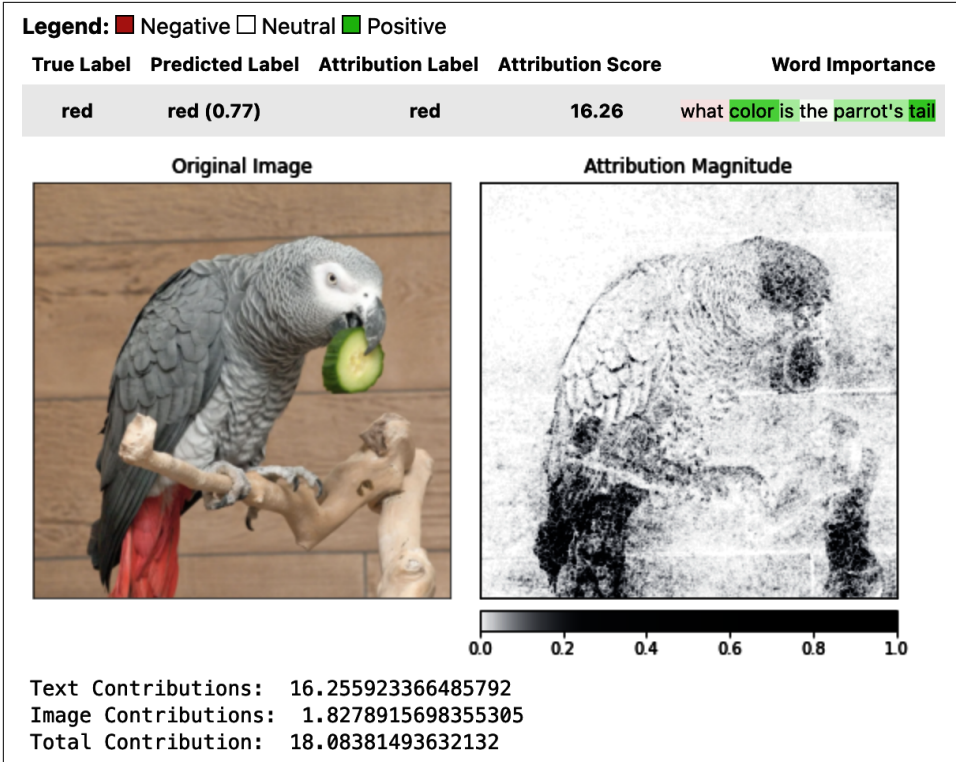 Legend: Negative Neutral Positive
True Label Predicted Label Attribution Label Attribution Score Word Importance
red red (0.77) red 16.26 what color is the parrot's tail
Original Image Attribution Magnitude
0.0 0.2 0.4 0.6 0.8 1.0
Text Contributions: 16.255923366485792
Image Contributions: 1.8278915698355305
Total Contribution: 18.08381493632132